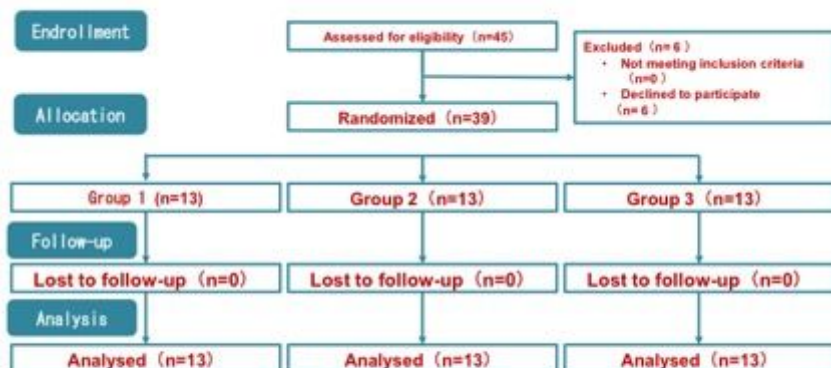 Endrollment
Assessed for eligibility (n=45)
Excluded (n=6)
• Not meeting inclusion criteria
(n=0)
• Declined to participate
(n=6)
Allocation
Randomized (n=39)
Group 1 (n=13)
Group 2 (n=13)
Group 3 (n=13)
Follow-up
Lost to follow-up (n=0)
Lost to follow-up (n=0)
Lost to follow-up (n=0)
Analysis
Analysed (n=13)
Analysed (n=13)
Analysed (n=13)